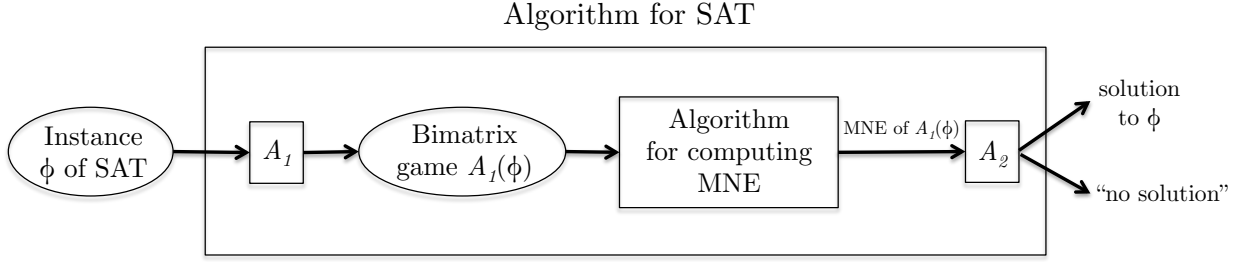 Algorithm for SAT
Instance
ϕ of SAT
A1
Bimatrix
game A1(ϕ)
Algorithm
for computing
MNE
MNE of A1(ϕ)
A2
solution
to ϕ
“no solution”